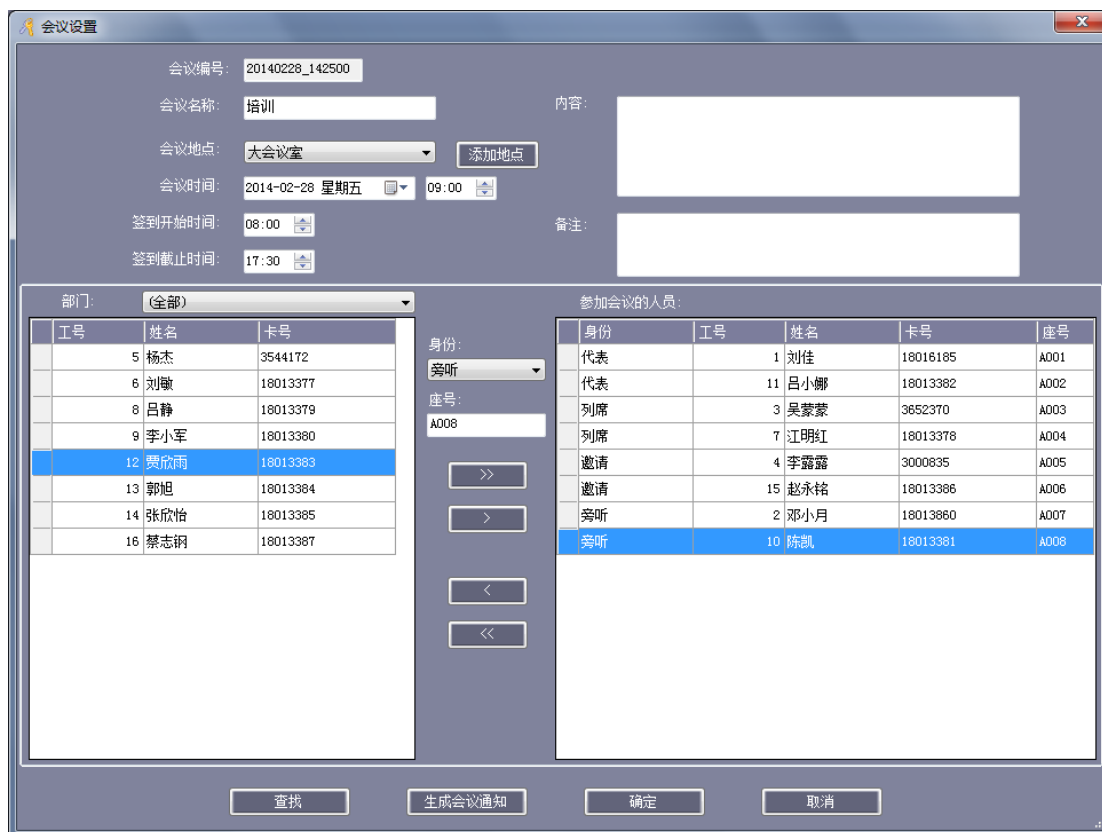 会议设置
会议编号: 20140228_142500
会议名称: 培训
内容:
会议地点: 大会议室 添加地点
会议时间: 2014-02-28 星期五 09:00
签到开始时间: 08:00
备注:
签到截止时间: 17:30
部门: (全部)
工号 姓名 卡号
5 杨杰 3544172
6 刘敏 18013377
8 吕静 18013379
9 李小军 18013380
12 贾欣雨 18013383
13 郭旭 18013384
14 张欣怡 18013385
16 蔡志钢 18013387
身份:
旁听
座号:
A008
>>
>
<
<<
参加会议的人员:
身份 工号 姓名 卡号 座号
代表 1 刘佳 18016185 A001
代表 11 吕小娜 18013382 A002
列席 3 吴蒙蒙 3652370 A003
列席 7 江明红 18013378 A004
邀请 4 李露露 3000835 A005
邀请 15 赵永铭 18013386 A006
旁听 2 邓小月 18013860 A007
旁听 10 陈凯 18013381 A008
查找 生成会议通知 确定 取消